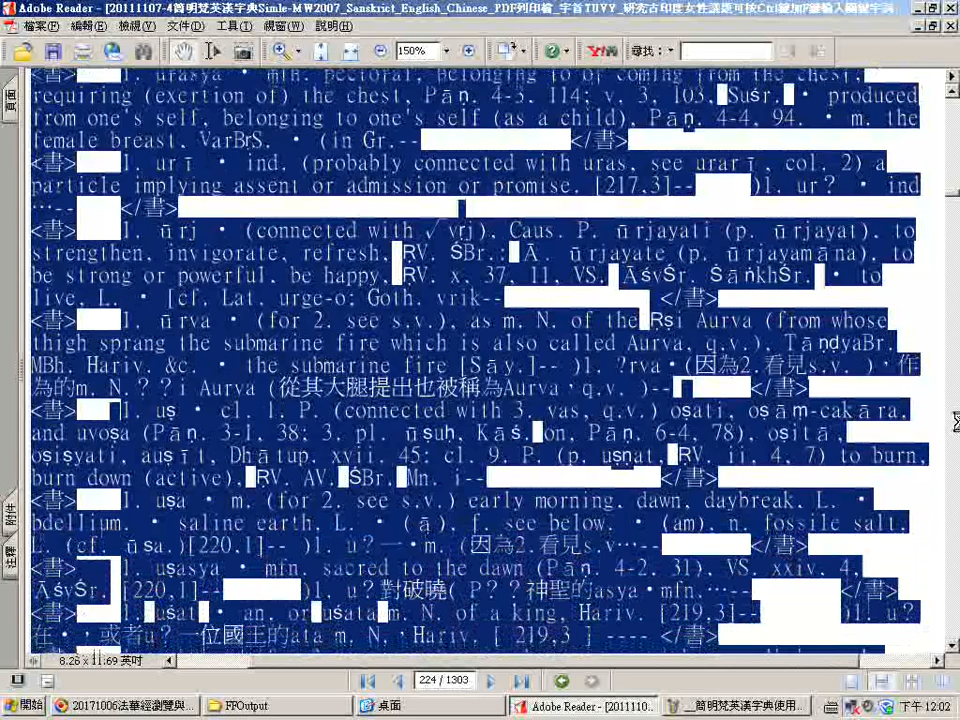 Adobe Reader - [20111107-4簡明梵英漢字典Simle-MW2007_Sanskrit_English_Chinese_PDF列印檔_字首TUVY_研究古印度女性議題可按Ctrl鍵加F鍵輸入關鍵字詞
檔案(F) 編輯(E) 檢視(V) 文件(D) 工具(T) 視窗(W) 說明(H)
150% Y! 尋找：
頁面
附件
註釋
<書> 1. urasya • mfn. pectoral, belonging to or coming from the chest,
requiring (exertion of) the chest, Pāṇ. 4-3, 114; v, 3, 103, Suśr. • produced
from one's self, belonging to one's self (as a child), Pāṇ. 4-4, 94. • m. the
female breast, VarBṛS. • (in Gr.-- </書>
<書> 1. urī • ind. (probably connected with uras, see urarī, col. 2) a
particle implying assent or admission or promise. [217,3]-- )1. ur? • ind
…-- </書>
<書> 1. ūrj • (connected with √vṛj), Caus. P. ūrjayati (p. ūrjayat), to
strengthen, invigorate, refresh, ṚV. ŚBr.: Ā. ūrjayate (p. ūrjayamāna), to
be strong or powerful, be happy, ṚV. x, 37, 11, VS. ĀśvŚr. ŚāṅkhŚr. • to
live, L. • [cf. Lat. urge-o; Goth. vrik-- </書>
<書> 1. ūrva • (for 2. see s.v.), as m. N. of the Ṛṣi Aurva (from whose
thigh sprang the submarine fire which is also called Aurva, q.v.), TāṇḍyaBr.
MBh. Hariv. &c. • the submarine fire [Sāy.]-- )1. ?rva •(因為2.看見s.v. )，作
為的m. N.？？i Aurva (從其大腿提出也被稱為Aurva，q.v. )-- </書>
<書> 1. uṣ • cl. 1. P. (connected with 3. vas, q.v.) oṣati, oṣāṃ-cakāra,
and uvoṣa (Pāṇ. 3-1, 38; 3. pl. ūṣuḥ, Kāś. on, Pāṇ. 6-4, 78), oṣitā,
oṣiṣyati, auṣīt, Dhātup. xvii, 45: cl. 9. P. (p. uṣṇat, ṚV. ii, 4, 7) to burn,
burn down (active), ṚV. AV. ŚBr. Mn. i-- </書>
<書> 1. uṣa • m. (for 2. see s.v.) early morning, dawn, daybreak, L. •
bdellium. • saline earth, L. • (ā), f. see below. • (am), n. fossile salt,
L. (cf. ūṣa.)[220,1]-- )1. u?一 • m. (因為2.看見s.v…-- </書>
<書> 1. uṣasya • mfn. sacred to the dawn (Pāṇ. 4-2, 31), VS. xxiv, 4,
ĀśvŚr. [220,1]-- )1. u？對破曉( P？？神聖的asya • mfn.…-- </書>
<書> 1. uṣat • an. or uṣata m. N. of a king, Hariv. [219,3]-- )1. u?
在 • ，或者u？一位國王的ata m. N.，Hariv. [ 219,3 ] ---- </書>
8.26 x 11.69 英吋
224 / 1303
開始 20171006法華經瀏覽與... FFOutput 桌面 Adobe Reader - [20111110... __簡明梵英漢字典使用... 下午 12:02